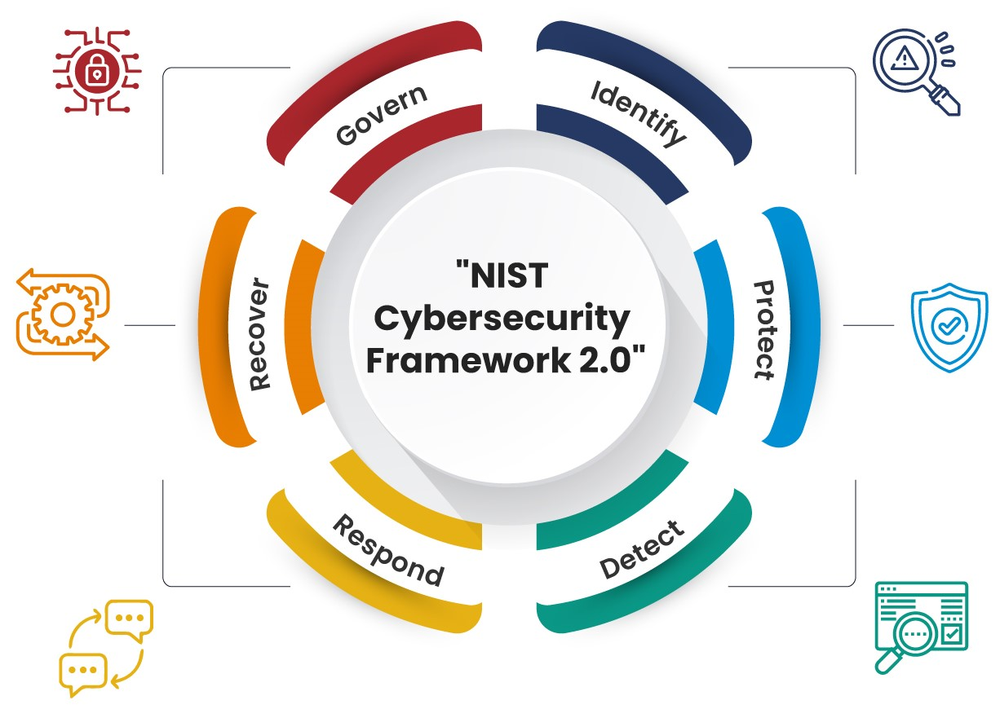 Govern
Identify
Recover
"NIST
Cybersecurity
Framework 2.0"
Protect
Respond
Detect